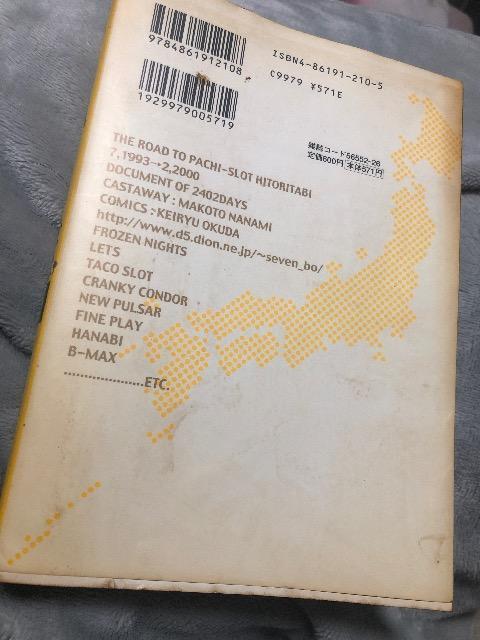 9784861912108
ISBN4-86191-210-5
C9979 ¥571E
1929979005719
雑誌コード56552-26
定価600円 本体571円
THE ROAD TO PACHI-SLOT HITORITABI
7,1993→2,2000
DOCUMENT OF 2402DAYS
CASTAWAY : MAKOTO NANAMI
COMICS : KEIRYU OKUDA
http://www.d5.dion.ne.jp/~seven_bo/
FROZEN NIGHTS
LETS
TACO SLOT
CRANKY CONDOR
NEW PULSAR
FINE PLAY
HANABI
B-MAX
.....................ETC.